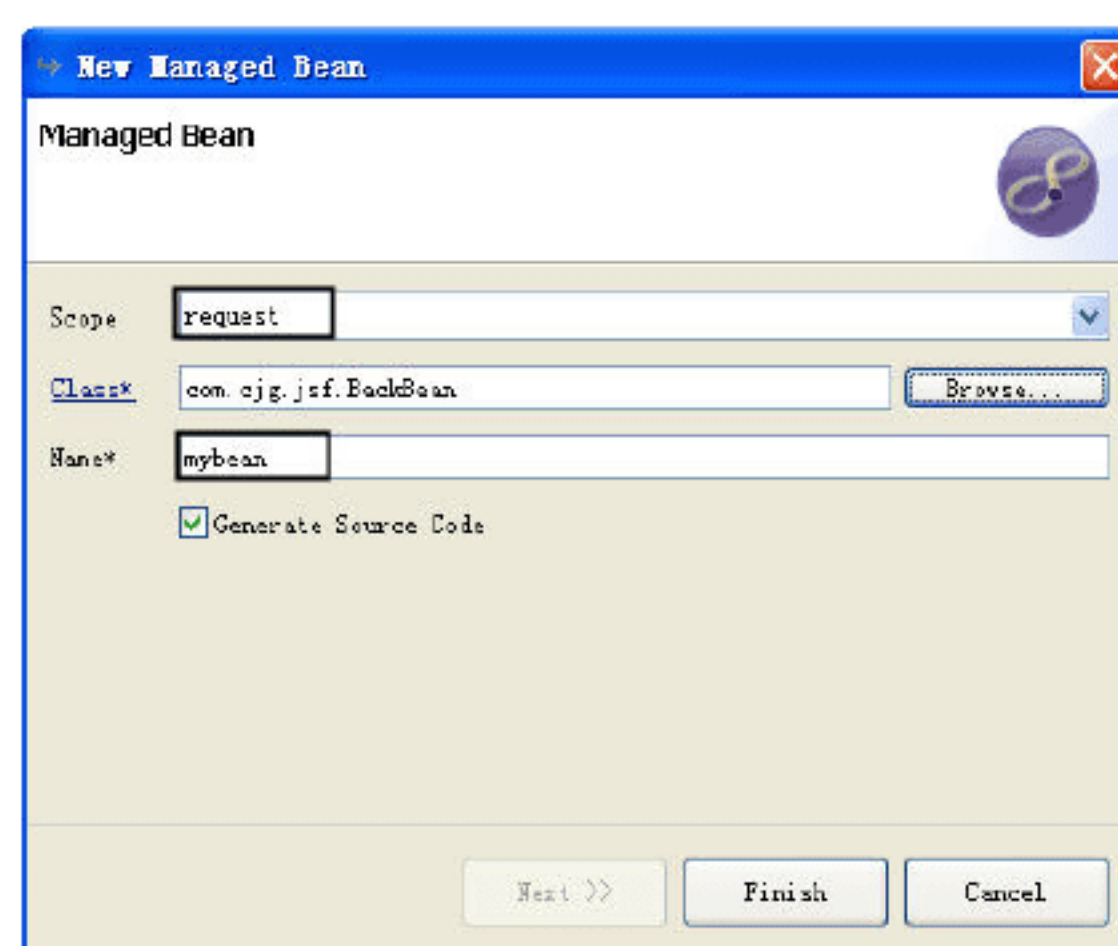 New Managed Bean
Managed Bean
Scope request
Class* com.cjg.jsf.BackBean Browse...
Name* mybean
Generate Source Code
Next >> Finish Cancel